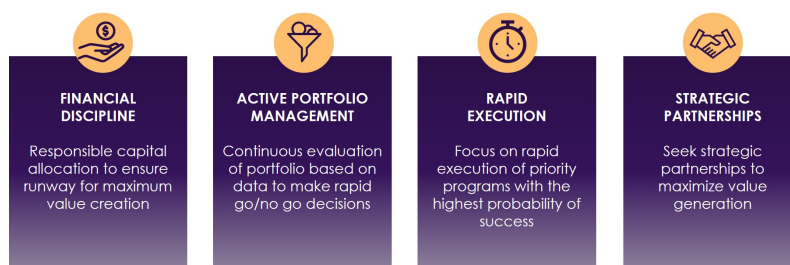 $
FINANCIAL
DISCIPLINE
Responsible capital
allocation to ensure
runway for maximum
value creation
ACTIVE PORTFOLIO
MANAGEMENT
Continuous evaluation
of portfolio based on
data to make rapid
go/no go decisions
RAPID
EXECUTION
Focus on rapid
execution of priority
programs with the
highest probability of
success
STRATEGIC
PARTNERSHIPS
Seek strategic
partnerships to
maximize value
generation